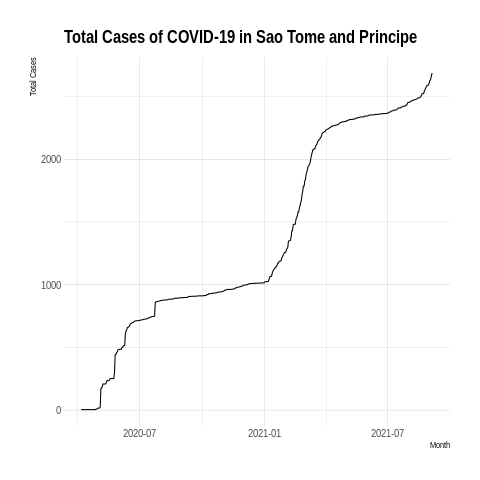 Total Cases of COVID-19 in Sao Tome and Principe
Total Cases
2000
1000
0
2020-07 2021-01 2021-07
Month